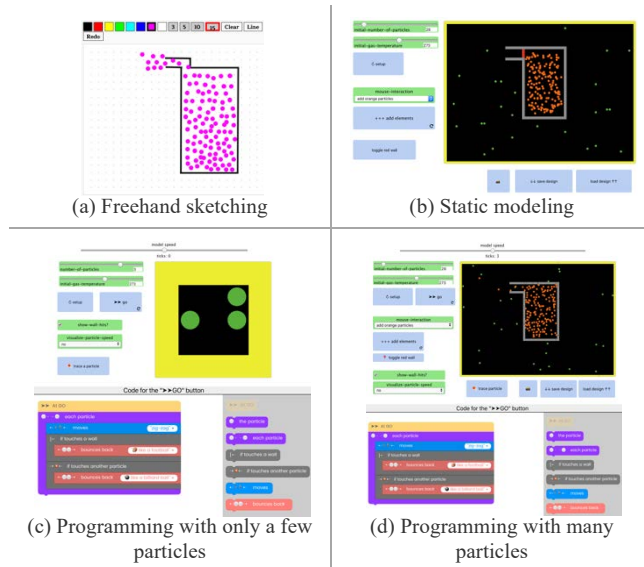 3 5 10 15 Clear Line
Redo
(a) Freehand sketching
initial-number-of-particles
initial-gas-temperature 273
setup
mouse-interaction
add orange particles
+++ add elements
toggle red wall
save design
load design
(b) Static modeling
model speed
ticks: 0
number-of-particles 3
initial-gas-temperature 273
setup
go
show-wall-hits?
visualize-particle-speed
no
trace a particle
Code for the "►►GO" button
each particle
moves
if touches a wall
bounces back
if touches another particle
bounces back
the particle
each particle
if touches a wall
if touches another particle
moves
bounces back
(c) Programming with only a few
particles
model speed
initial-number-of-particles
initial-gas-temperature 273
setup
go
mouse-interaction
add orange particles
+++ add elements
toggle red wall
show-wall-hits?
visualize-particle-speed
no
trace particle
save design
load design
Code for the "►►GO" button
each particle
moves
if touches a wall
bounces back
if touches another particle
bounces back
the particle
each particle
if touches a wall
if touches another particle
moves
bounces back
(d) Programming with many
particles